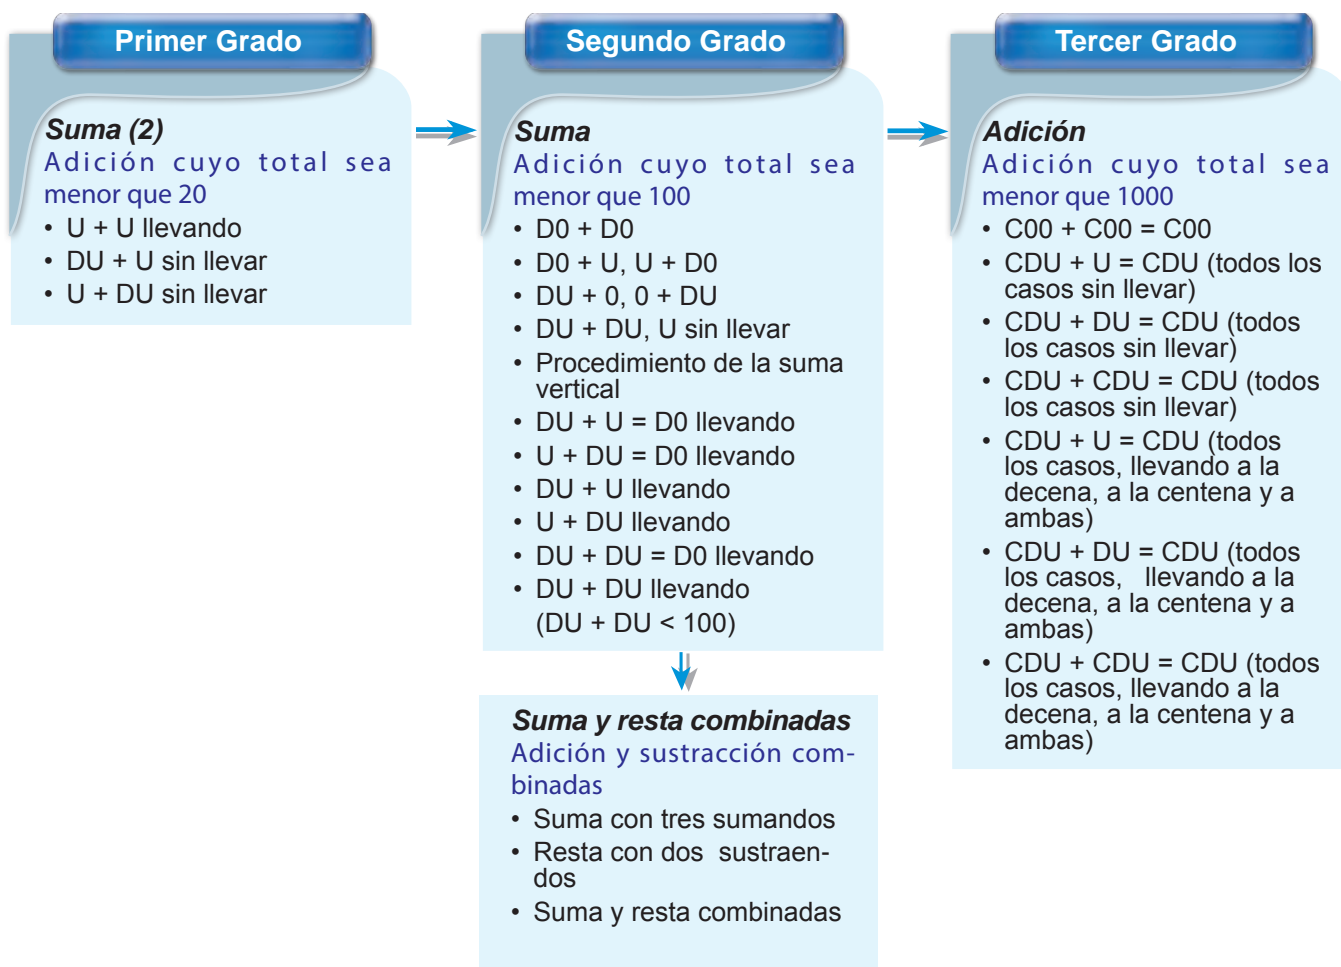 Primer Grado
Suma (2)
Adición cuyo total sea
menor que 20
• U + U llevando
• DU + U sin llevar
• U + DU sin llevar
Segundo Grado
Suma
Adición cuyo total sea
menor que 100
• D0 + D0
• D0 + U, U + D0
• DU + 0, 0 + DU
• DU + DU, U sin llevar
• Procedimiento de la suma
vertical
• DU + U = D0 llevando
• U + DU = D0 llevando
• DU + U llevando
• U + DU llevando
• DU + DU = D0 llevando
• DU + DU llevando
(DU + DU < 100)
Suma y resta combinadas
Adición y sustracción com-
binadas
• Suma con tres sumandos
• Resta con dos sustraen-
dos
• Suma y resta combinadas
Tercer Grado
Adición
Adición cuyo total sea
menor que 1000
• C00 + C00 = C00
• CDU + U = CDU (todos los
casos sin llevar)
• CDU + DU = CDU (todos
los casos sin llevar)
• CDU + CDU = CDU (todos
los casos sin llevar)
• CDU + U = CDU (todos
los casos, llevando a la
decena, a la centena y a
ambas)
• CDU + DU = CDU (todos
los casos, llevando a la
decena, a la centena y a
ambas)
• CDU + CDU = CDU (todos
los casos, llevando a la
decena, a la centena y a
ambas)